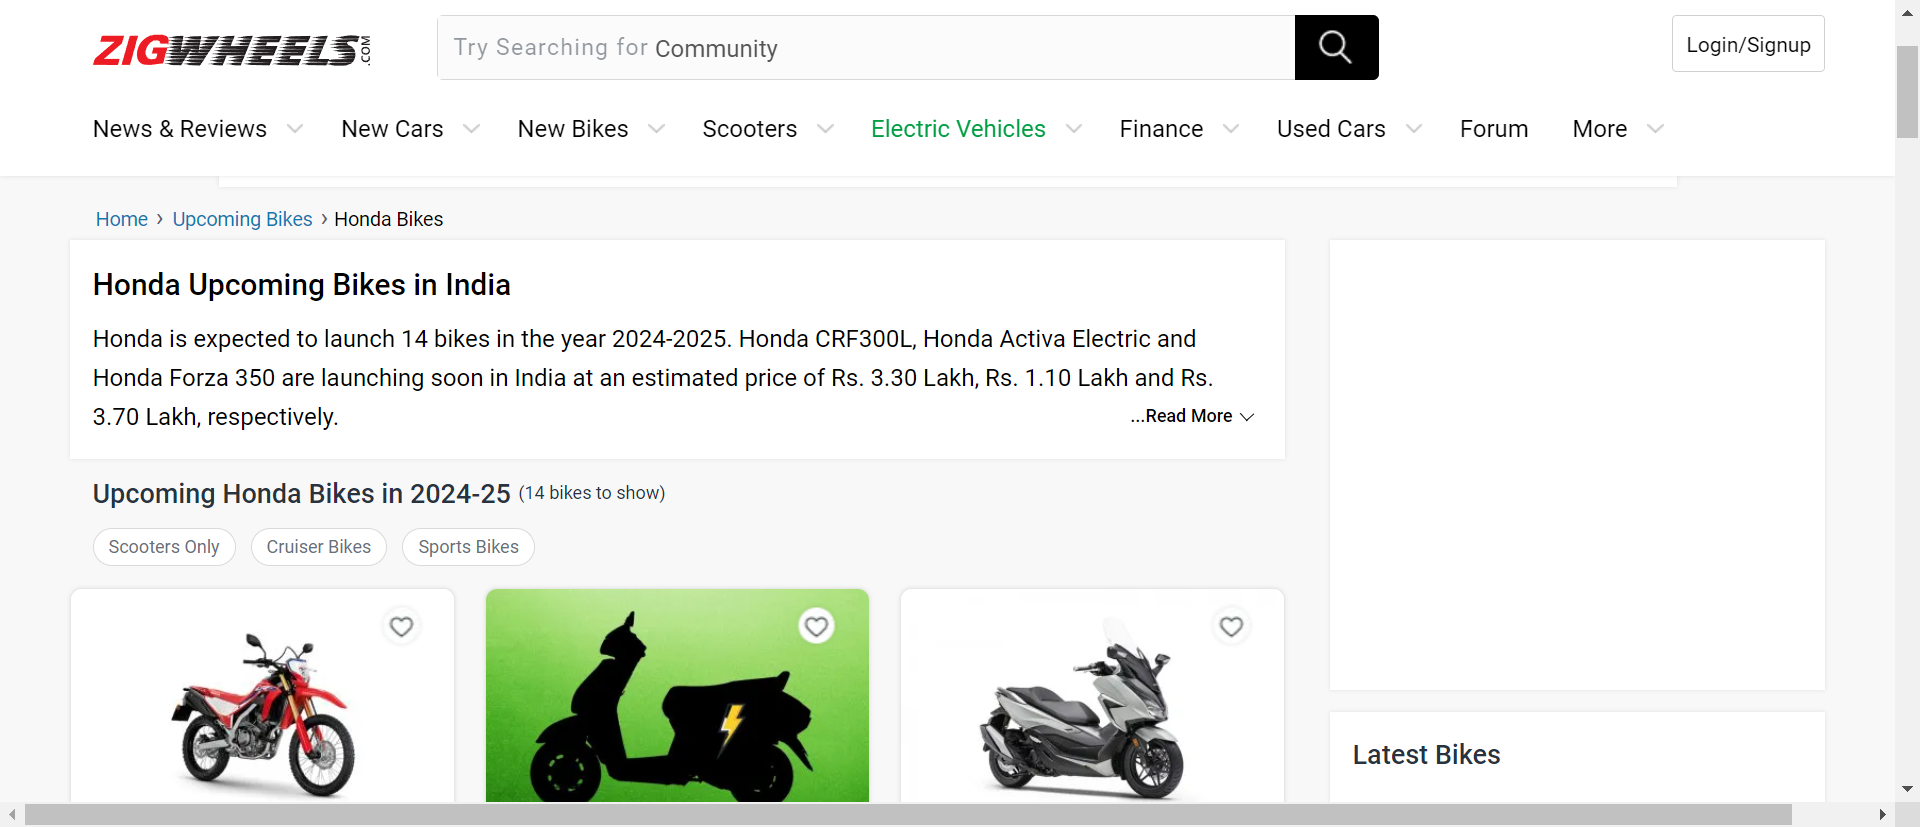 ZIGWHEELS.COM
Try Searching for Community
Login/Signup
News & Reviews New Cars New Bikes Scooters Electric Vehicles Finance Used Cars Forum More
Home › Upcoming Bikes › Honda Bikes
Honda Upcoming Bikes in India
Honda is expected to launch 14 bikes in the year 2024-2025. Honda CRF300L, Honda Activa Electric and
Honda Forza 350 are launching soon in India at an estimated price of Rs. 3.30 Lakh, Rs. 1.10 Lakh and Rs.
3.70 Lakh, respectively. ...Read More
Upcoming Honda Bikes in 2024-25 (14 bikes to show)
Scooters Only Cruiser Bikes Sports Bikes
Latest Bikes